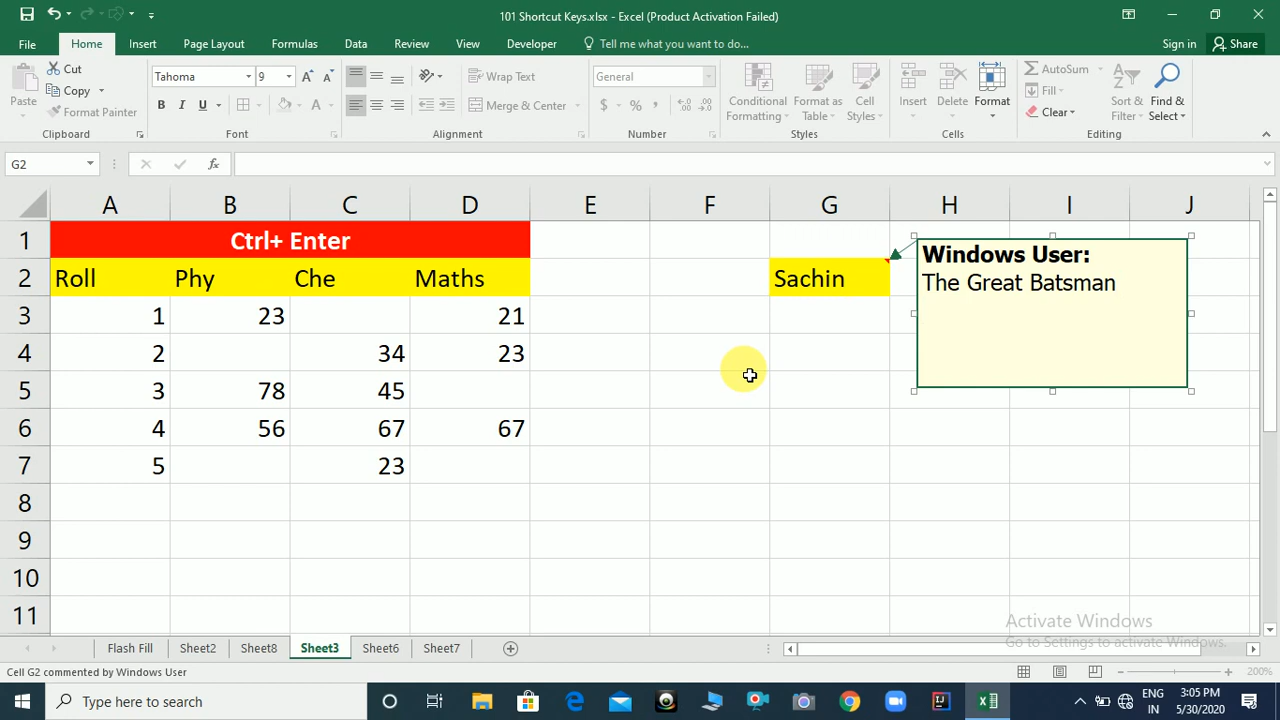 101 Shortcut Keys.xlsx - Excel (Product Activation Failed)
File Home Insert Page Layout Formulas Data Review View Developer Tell me what you want to do... Sign in Share
Paste Cut Copy Format Painter
Tahoma 9
B I U A
Wrap Text
Merge & Center
General
$ % ,
Conditional Formatting Format as Table Cell Styles
Insert Delete Format
AutoSum Fill Clear
Sort & Filter Find & Select
Clipboard Font Alignment Number Styles Cells Editing
G2 fx
A B C D E F G H I J
1 Ctrl+ Enter
2 Roll Phy Che Maths Sachin
3 1 23 21
4 2 34 23
5 3 78 45
6 4 56 67 67
7 5 23
8
9
10
11
Windows User:
The Great Batsman
Activate Windows
Go to Settings to activate Windows.
Flash Fill Sheet2 Sheet8 Sheet3 Sheet6 Sheet7
Cell G2 commented by Windows User 200%
Type here to search
ENG
IN
3:05 PM
5/30/2020